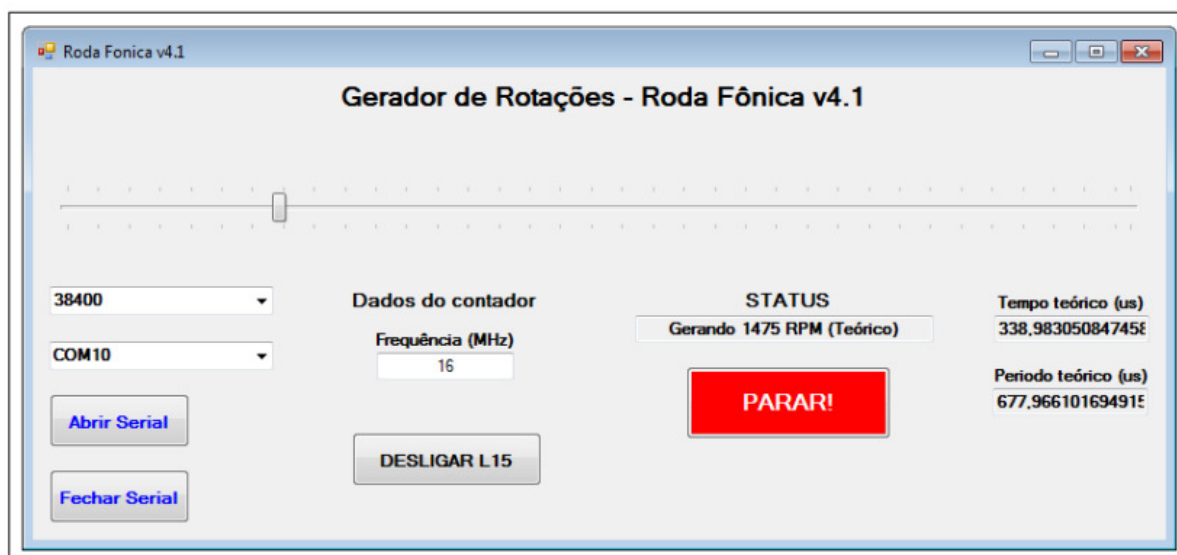 Roda Fonica v4.1
Gerador de Rotações - Roda Fônica v4.1
38400
COM10
Abrir Serial
Fechar Serial
Dados do contador
Frequência (MHz)
16
DESLIGAR L15
STATUS
Gerando 1475 RPM (Teórico)
PARAR!
Tempo teórico (us)
338,983050847458
Periodo teórico (us)
677,966101694915